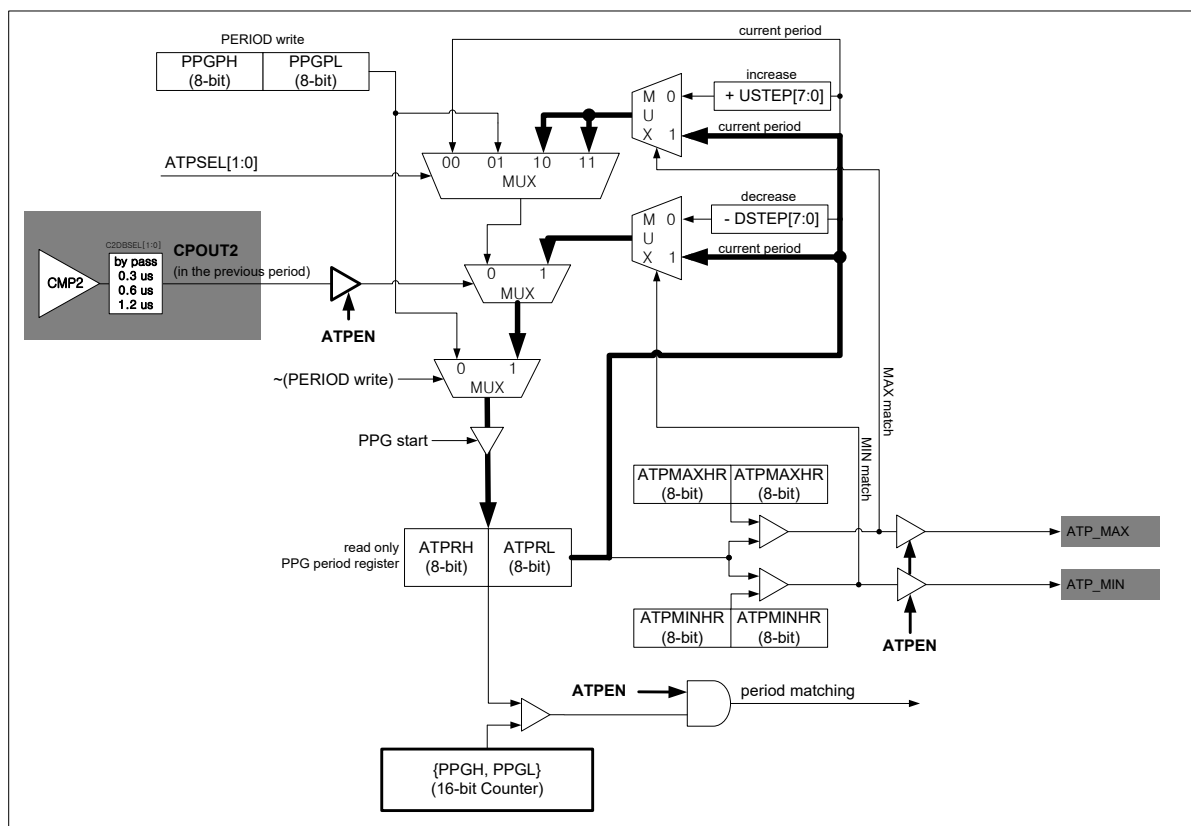 PERIOD write
PPGPH
(8-bit)
PPGPL
(8-bit)
current period
increase
+ USTEP[7:0]
M 0
U
X 1
current period
ATPSEL[1:0]
00 01 10 11
MUX
decrease
- DSTEP[7:0]
M 0
U
X 1
current period
C2DBSEL[1:0]
CMP2
by pass
0.3 us
0.6 us
1.2 us
CPOUT2
(in the previous period)
ATPEN
0 1
MUX
~(PERIOD write)
0 1
MUX
PPG start
MAX match
MIN match
ATPMAXHR
(8-bit)
ATPMAXHR
(8-bit)
read only
PPG period register
ATPRH
(8-bit)
ATPRL
(8-bit)
ATP_MAX
ATP_MIN
ATPMINHR
(8-bit)
ATPMINHR
(8-bit)
ATPEN
ATPEN
period matching
{PPGH, PPGL}
(16-bit Counter)